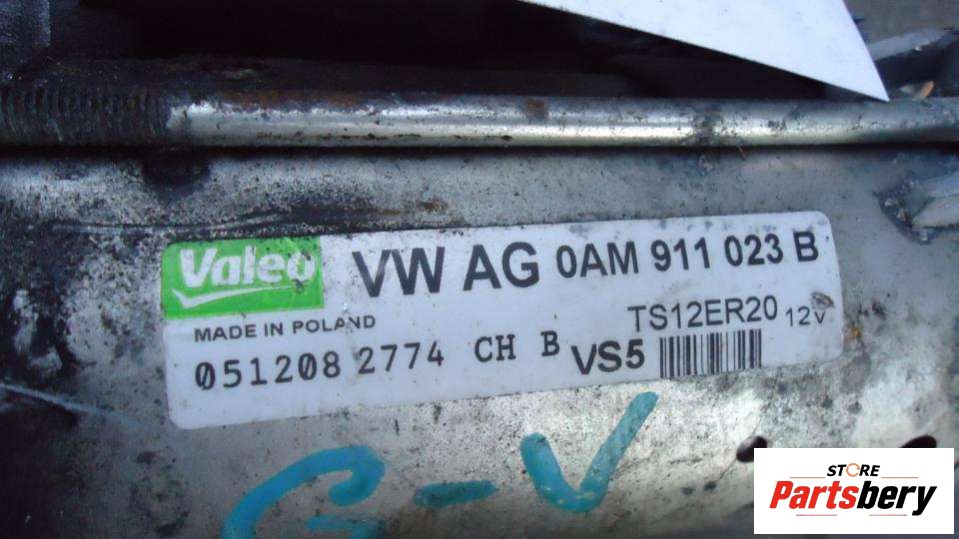 Valeo VW AG 0AM 911 023 B
MADE IN POLAND TS12ER20 12V
051208 2774 CH B VS5
G-V
STORE
Partsbery